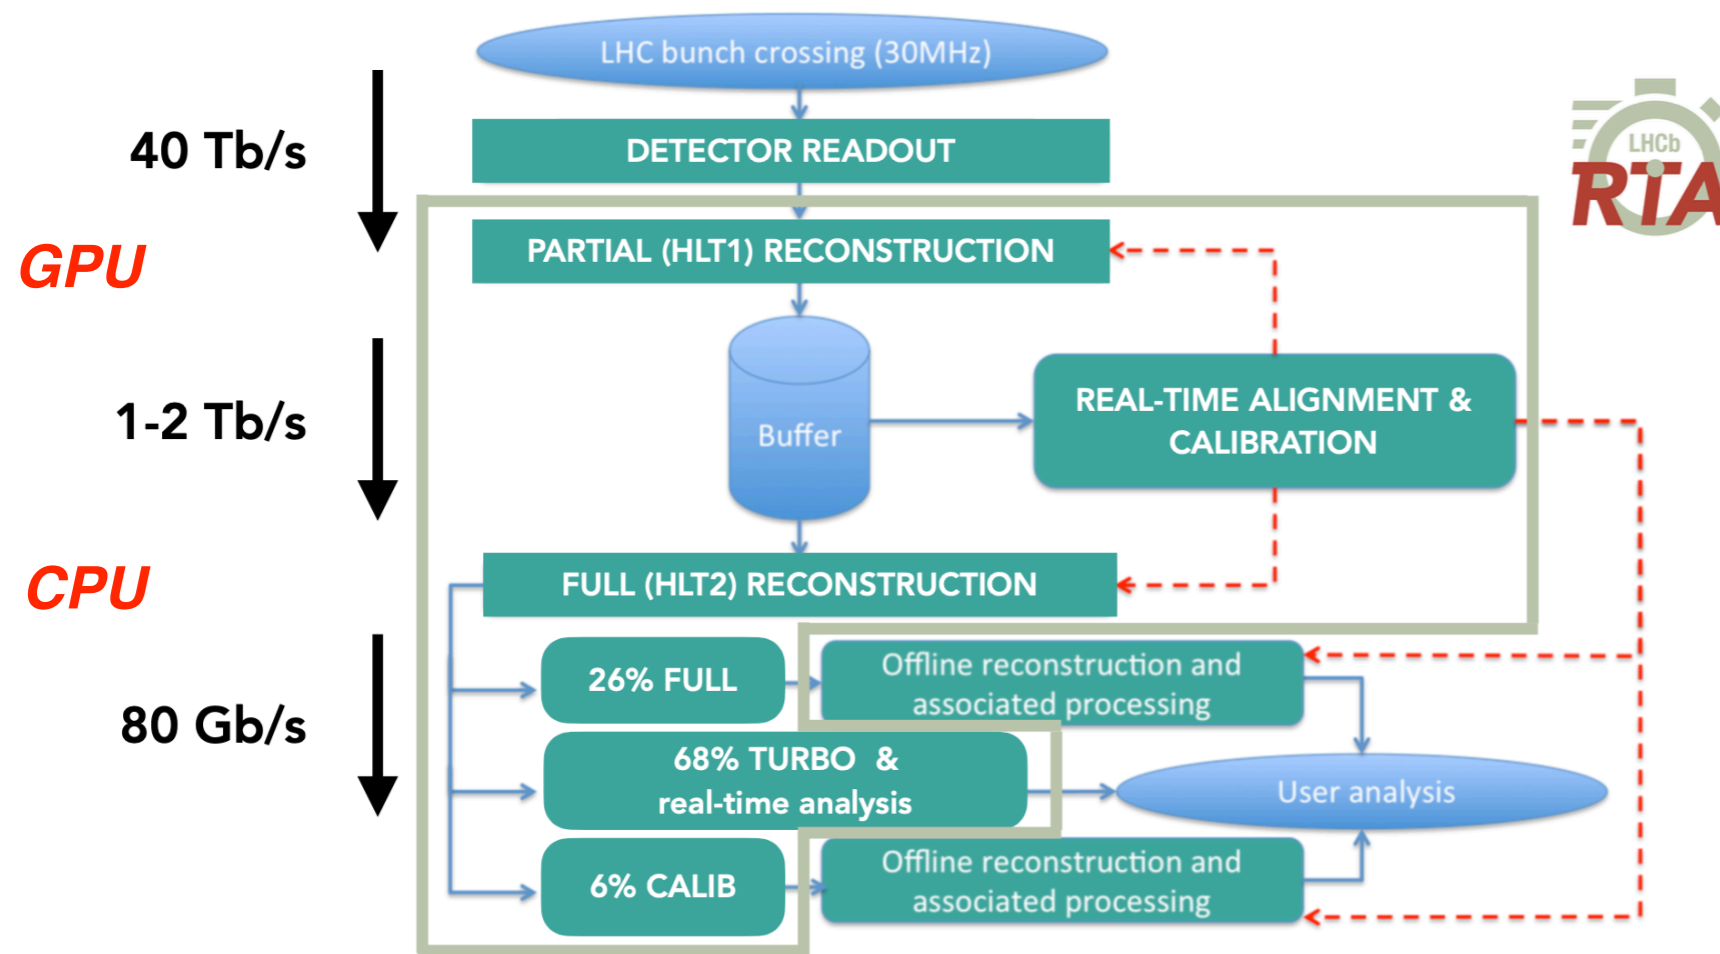 LHC bunch crossing (30MHz)
40 Tb/s
DETECTOR READOUT
LHCb
RTA
GPU
PARTIAL (HLT1) RECONSTRUCTION
1-2 Tb/s
Buffer
REAL-TIME ALIGNMENT &
CALIBRATION
CPU
FULL (HLT2) RECONSTRUCTION
80 Gb/s
26% FULL
Offline reconstruction and
associated processing
68% TURBO &
real-time analysis
User analysis
6% CALIB
Offline reconstruction and
associated processing